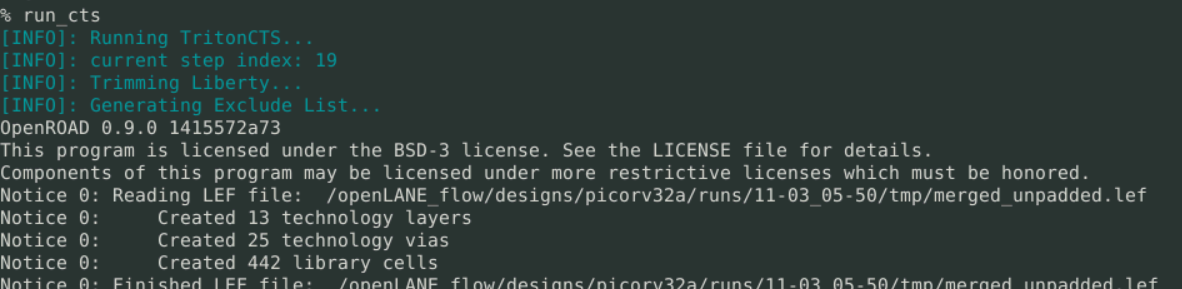 % run_cts
[INFO]: Running TritonCTS...
[INFO]: current step index: 19
[INFO]: Trimming Liberty...
[INFO]: Generating Exclude List...
OpenROAD 0.9.0 1415572a73
This program is licensed under the BSD-3 license. See the LICENSE file for details.
Components of this program may be licensed under more restrictive licenses which must be honored.
Notice 0: Reading LEF file:  /openLANE_flow/designs/picorv32a/runs/11-03_05-50/tmp/merged_unpadded.lef
Notice 0:     Created 13 technology layers
Notice 0:     Created 25 technology vias
Notice 0:     Created 442 library cells
Notice 0: Finished LEF file:  /openLANE_flow/designs/picorv32a/runs/11-03_05-50/tmp/merged_unpadded.lef